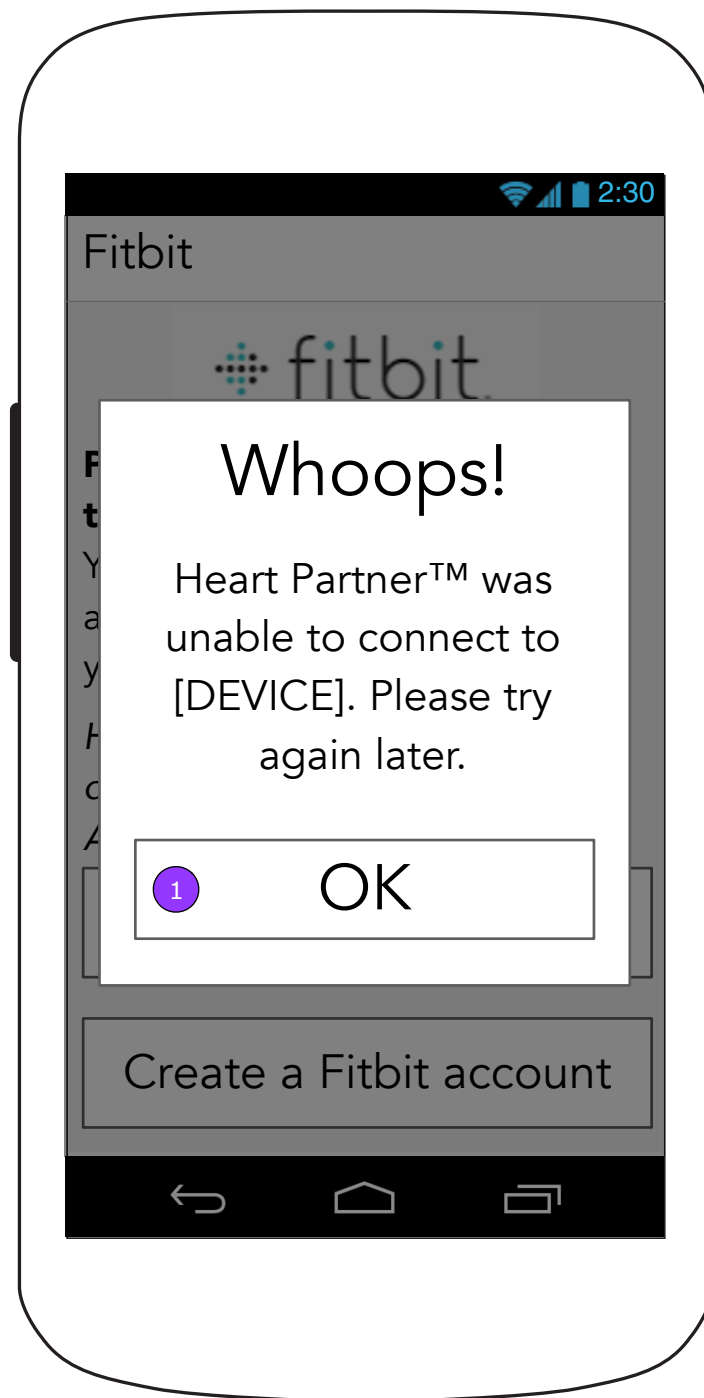 2:30
Fitbit
fitbit.
F
t
Y
a
y
H
c
A
Whoops!
Heart Partner™ was
unable to connect to
[DEVICE]. Please try
again later.
1 OK
Create a Fitbit account